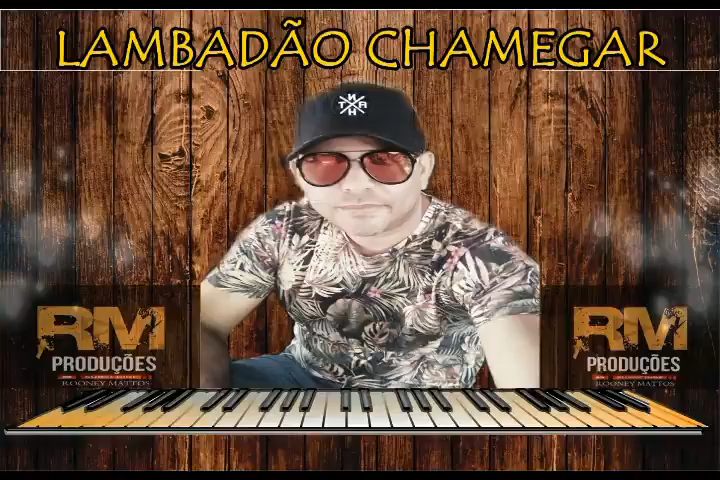 LAMBADÃO CHAMEGAR
RM
PRODUÇÕES
ROONEY MATTOS
RM
PRODUÇÕES
ROONEY MATTOS